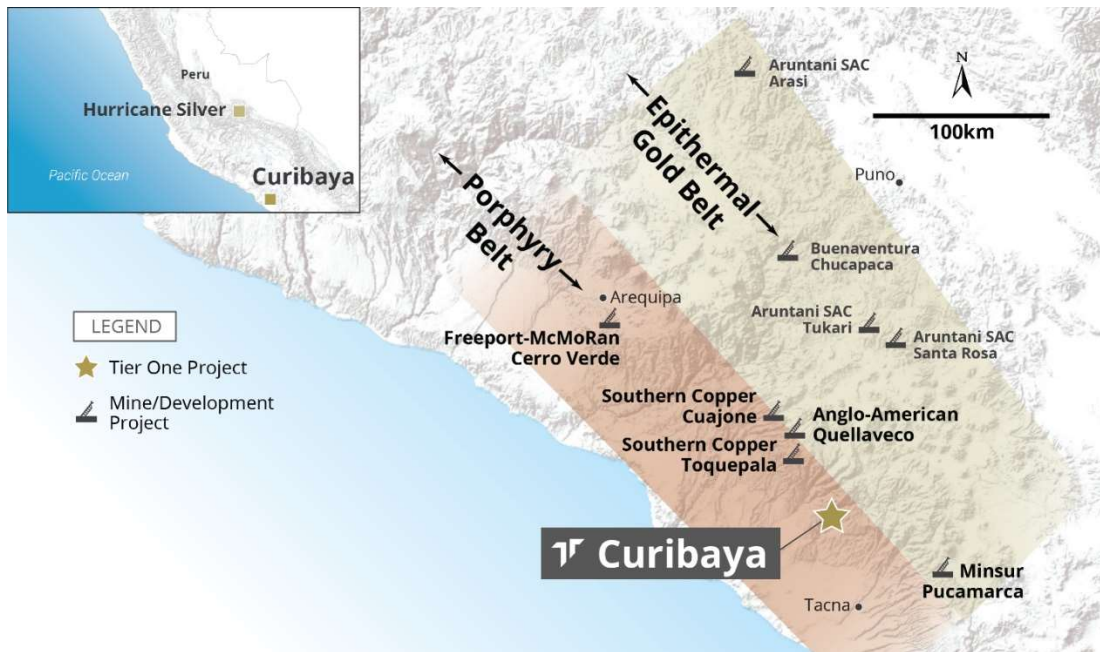 Peru
Hurricane Silver
Pacific Ocean
Curibaya
LEGEND
Tier One Project
Mine/Development
Project
Porphyry
Belt
Epithermal
Gold Belt
Aruntani SAC
Arasi
N
100km
Puno
Buenaventura
Chucapaca
Aruntani SAC
Tukari
Aruntani SAC
Santa Rosa
Arequipa
Freeport-McMoRan
Cerro Verde
Southern Copper
Cuajone
Anglo-American
Quellaveco
Southern Copper
Toquepala
Curibaya
Minsur
Pucamarca
Tacna